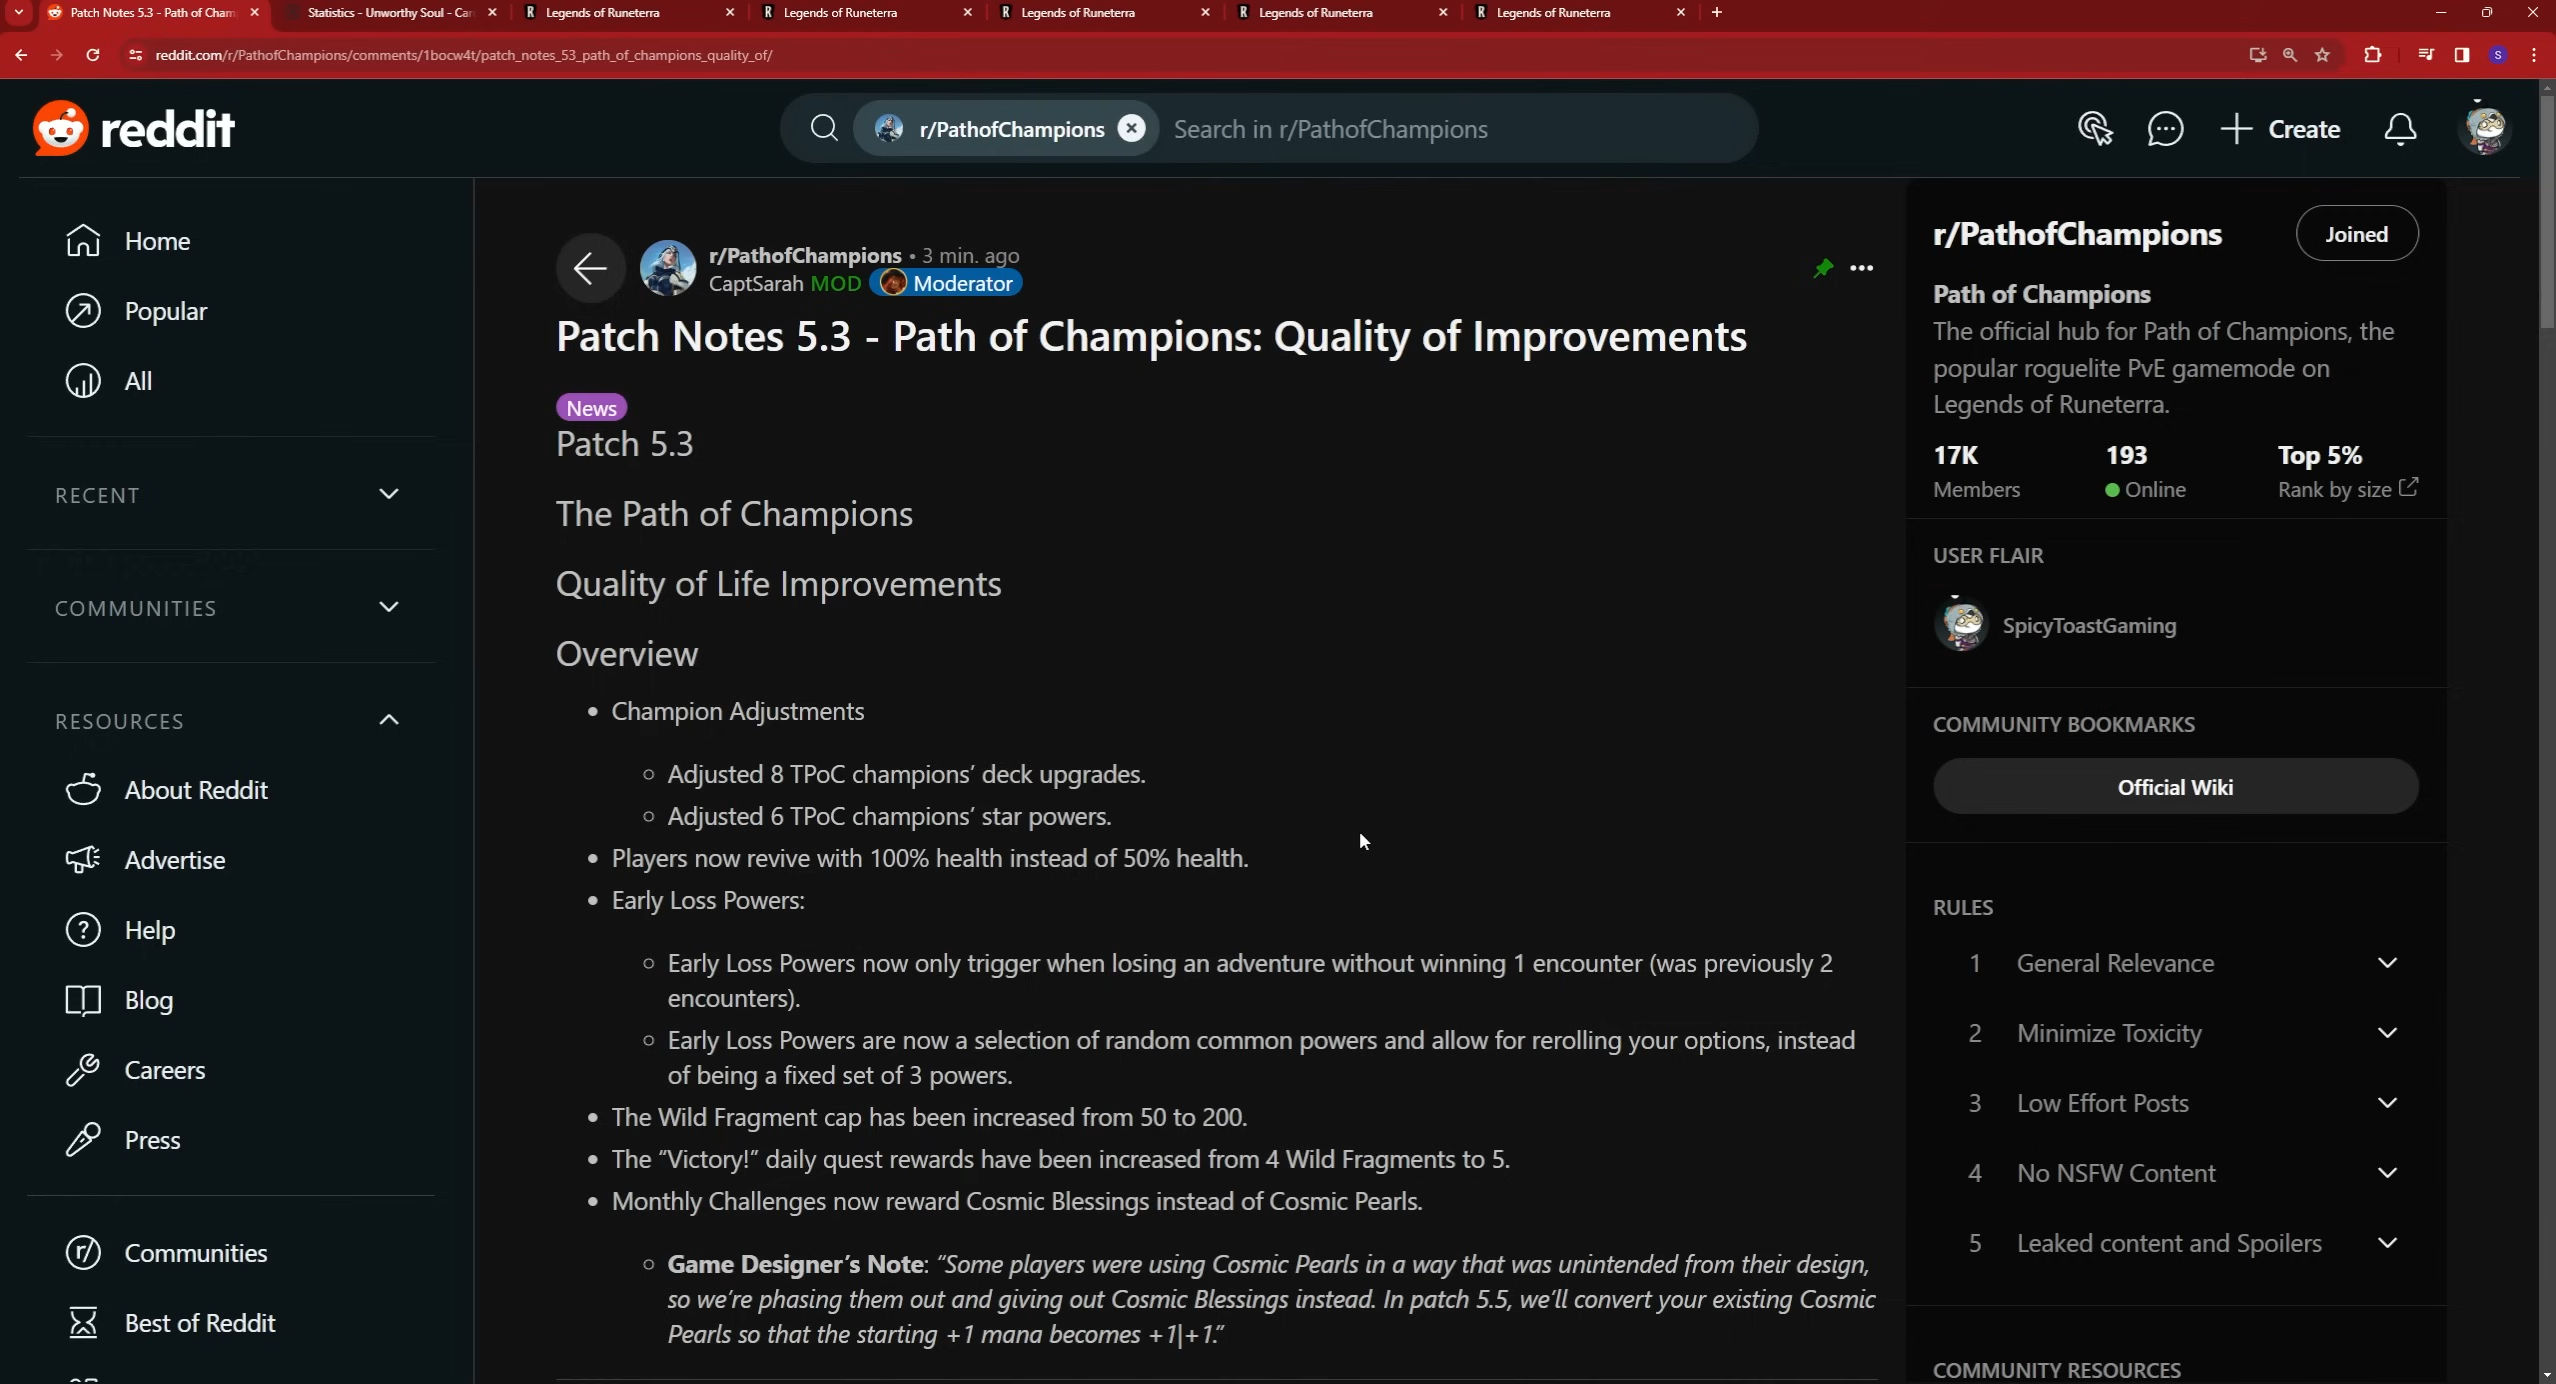 Patch Notes 5.3 - Path of Cham
Statistics - Unworthy Soul - Car
Legends of Runeterra
Legends of Runeterra
Legends of Runeterra
Legends of Runeterra
Legends of Runeterra
reddit.com/r/PathofChampions/comments/1bocw4t/patch_notes_53_path_of_champions_quality_of/
S
reddit
r/PathofChampions
Search in r/PathofChampions
Create
Home
Popular
All
RECENT
COMMUNITIES
RESOURCES
About Reddit
Advertise
Help
Blog
Careers
Press
Communities
Best of Reddit
r/PathofChampions • 3 min. ago
CaptSarah MOD Moderator
Patch Notes 5.3 - Path of Champions: Quality of Improvements
News
Patch 5.3
The Path of Champions
Quality of Life Improvements
Overview
• Champion Adjustments
○ Adjusted 8 TPoC champions’ deck upgrades.
○ Adjusted 6 TPoC champions’ star powers.
• Players now revive with 100% health instead of 50% health.
• Early Loss Powers:
○ Early Loss Powers now only trigger when losing an adventure without winning 1 encounter (was previously 2
encounters).
○ Early Loss Powers are now a selection of random common powers and allow for rerolling your options, instead
of being a fixed set of 3 powers.
• The Wild Fragment cap has been increased from 50 to 200.
• The “Victory!” daily quest rewards have been increased from 4 Wild Fragments to 5.
• Monthly Challenges now reward Cosmic Blessings instead of Cosmic Pearls.
○ Game Designer’s Note: “Some players were using Cosmic Pearls in a way that was unintended from their design,
so we’re phasing them out and giving out Cosmic Blessings instead. In patch 5.5, we’ll convert your existing Cosmic
Pearls so that the starting +1 mana becomes +1|+1.”
r/PathofChampions
Joined
Path of Champions
The official hub for Path of Champions, the
popular roguelite PvE gamemode on
Legends of Runeterra.
17K 193 Top 5%
Members Online Rank by size
USER FLAIR
SpicyToastGaming
COMMUNITY BOOKMARKS
Official Wiki
RULES
1 General Relevance
2 Minimize Toxicity
3 Low Effort Posts
4 No NSFW Content
5 Leaked content and Spoilers
COMMUNITY RESOURCES